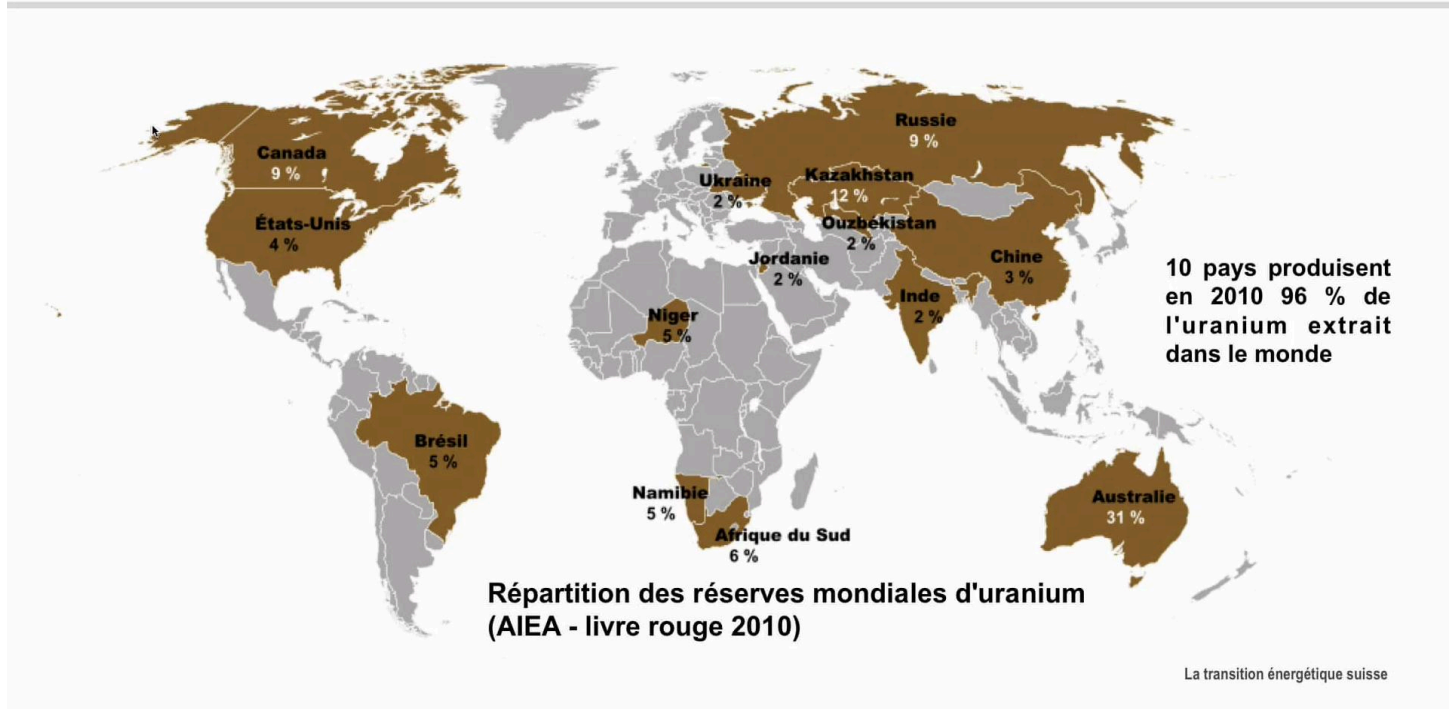 Russie
9 %
Canada
9 %
Kazakhstan
12 %
Ukraine
2 %
États-Unis
4 %
Ouzbékistan
2 %
Jordanie
2 %
Chine
3 %
Inde
2 %
Niger
5 %
10 pays produisent
en 2010 96 % de
l'uranium extrait
dans le monde
Brésil
5 %
Namibie
5 %
Australie
31 %
Afrique du Sud
6 %
Répartition des réserves mondiales d'uranium
(AIEA - livre rouge 2010)
La transition énergétique suisse